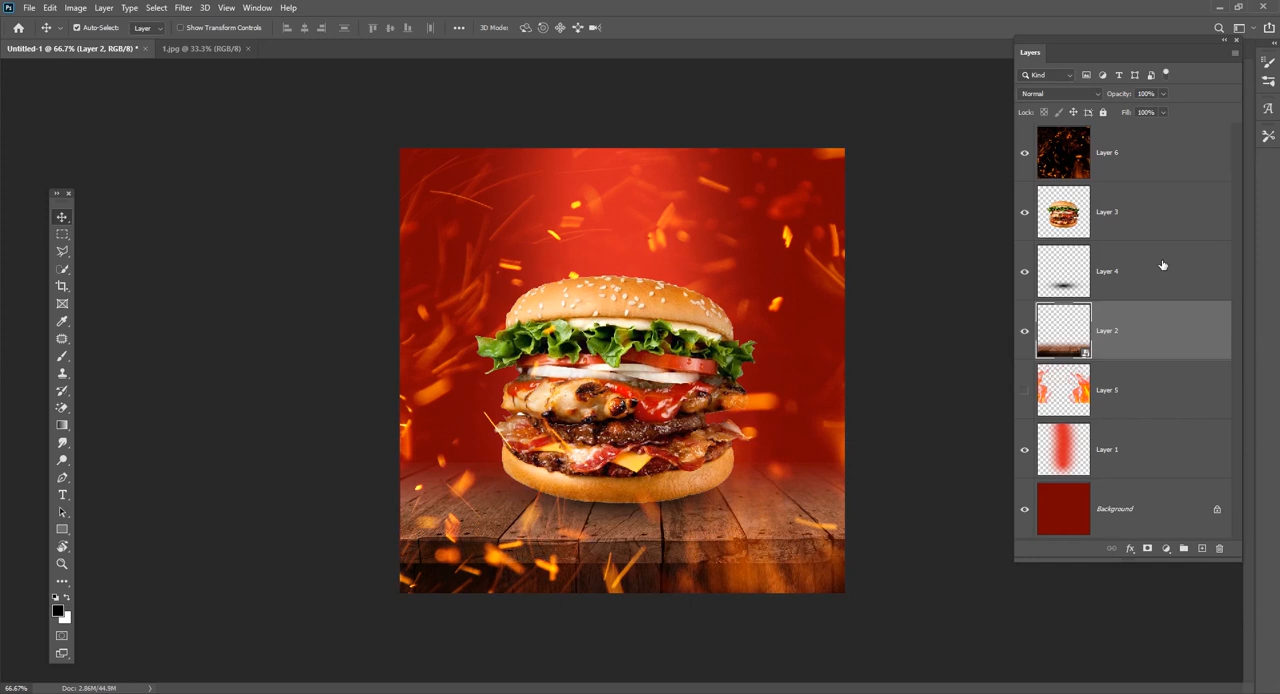 Ps File Edit Image Layer Type Select Filter 3D View Window Help
Auto-Select: Layer Show Transform Controls 3D Mode:
Untitled-1 @ 66.7% (Layer 2, RGB/8) * × 1.jpg @ 33.3% (RGB/8) ×
Layers
Kind
Normal Opacity: 100%
Lock: Fill: 100%
Layer 6
Layer 3
Layer 4
Layer 2
Layer 5
Layer 1
Background
fx
66.67% Doc: 2.86M/44.9M